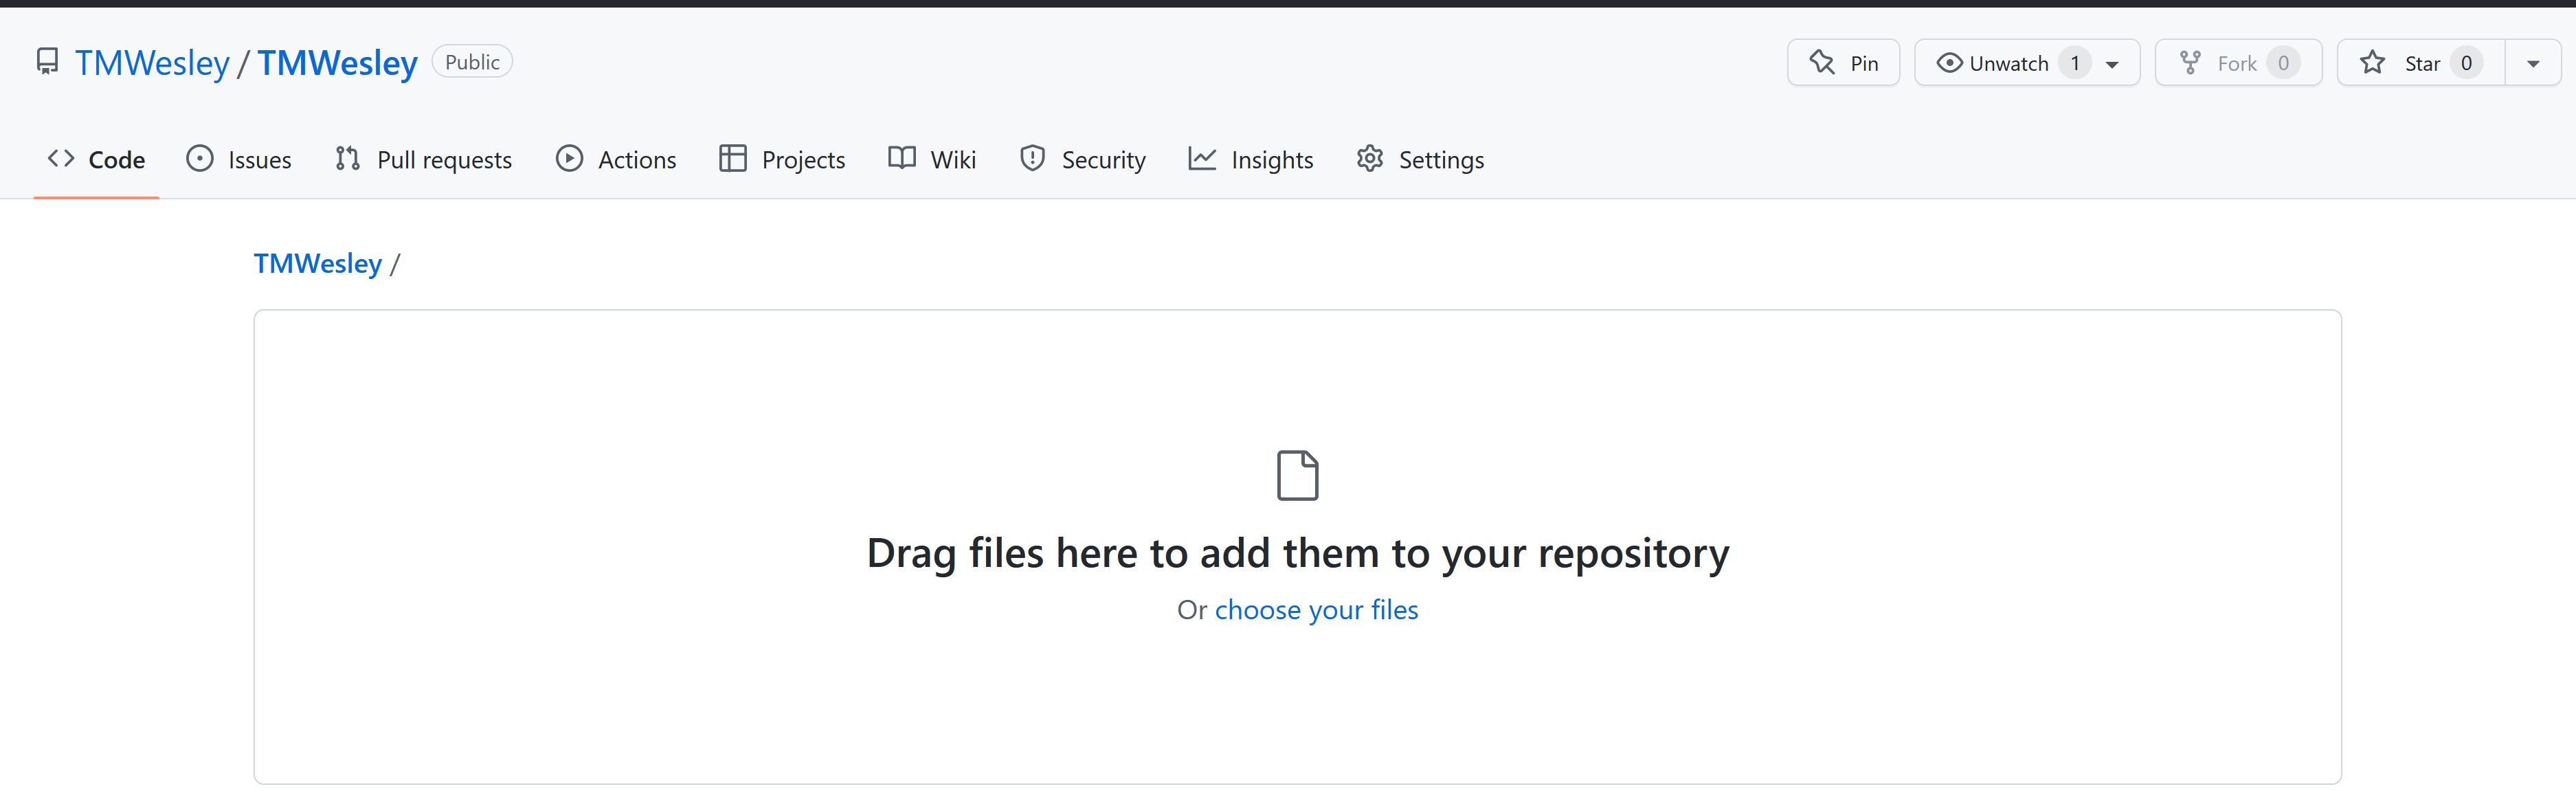 TMWesley / TMWesley Public Pin Unwatch 1 Fork 0 Star 0
Code Issues Pull requests Actions Projects Wiki Security Insights Settings
TMWesley /
Drag files here to add them to your repository
Or choose your files